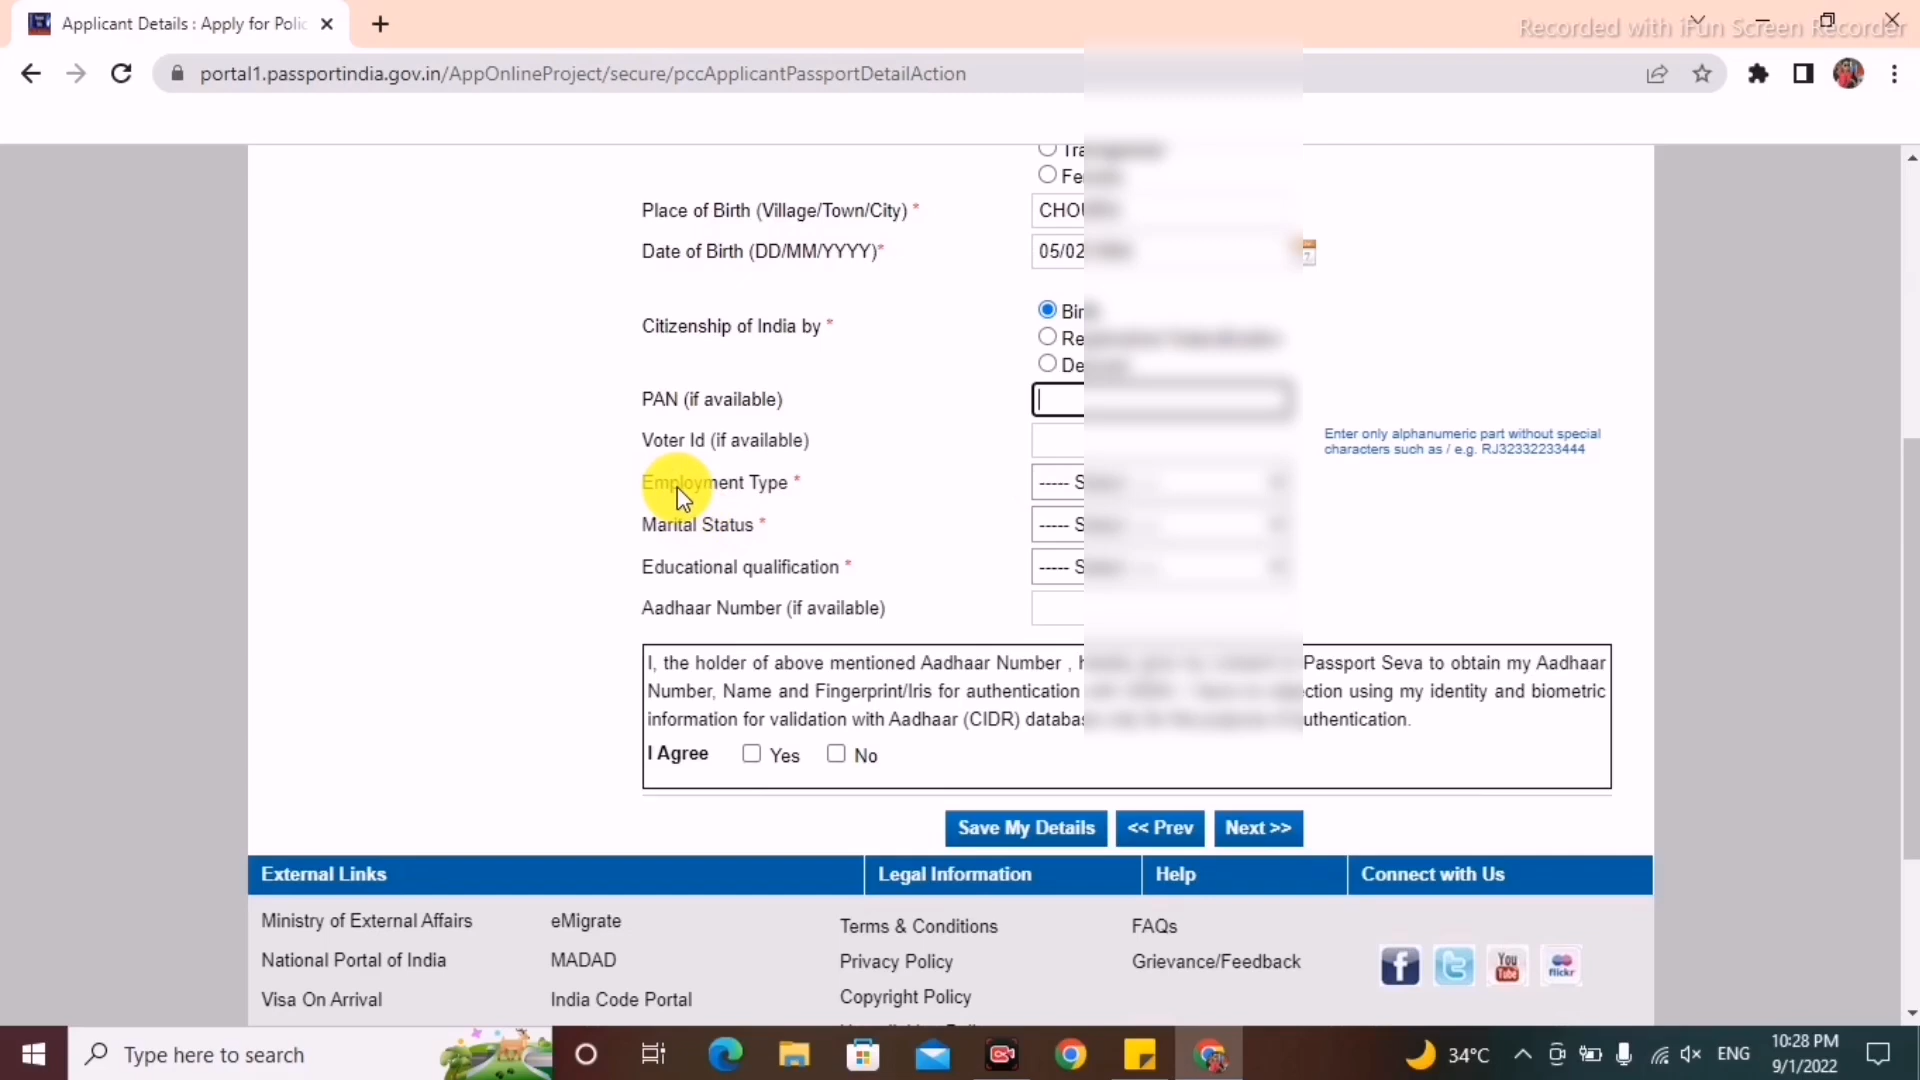 Applicant Details : Apply for Polic
Recorded with iFun Screen Recorder
portal1.passportindia.gov.in/AppOnlineProject/secure/pccApplicantPassportDetailAction
Place of Birth (Village/Town/City) *
Date of Birth (DD/MM/YYYY)* 05/02
Citizenship of India by *
PAN (if available)
Voter Id (if available)
Enter only alphanumeric part without special
characters such as / e.g. RJ32332233444
Employment Type * -----
Marital Status * -----
Educational qualification * -----
Aadhaar Number (if available)
I, the holder of above mentioned Aadhaar Number , Passport Seva to obtain my Aadhaar
Number, Name and Fingerprint/Iris for authentication using my identity and biometric
information for validation with Aadhaar (CIDR)
I Agree Yes No
Save My Details << Prev Next >>
External Links Legal Information Help Connect with Us
Ministry of External Affairs eMigrate Terms & Conditions FAQs
National Portal of India MADAD Privacy Policy Grievance/Feedback
Visa On Arrival India Code Portal Copyright Policy
You
Tube
flickr
Type here to search
34°C ENG 10:28 PM
9/1/2022